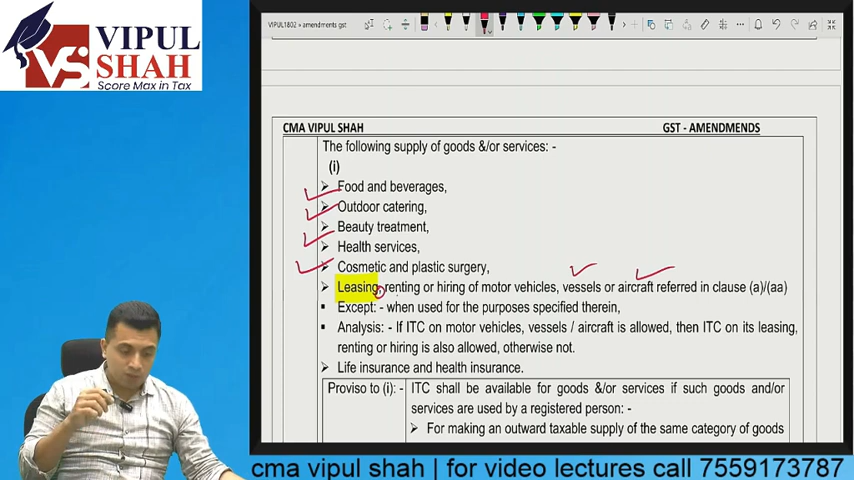 VIPUL
SHAH
VS
Score Max in Tax
VIPUL1802 + amendments gst
CMA VIPUL SHAH
GST - AMENDMENDS
The following supply of goods &/or services: -
(i)
➤ Food and beverages,
➤ Outdoor catering,
➤ Beauty treatment,
➤ Health services,
➤ Cosmetic and plastic surgery,
➤ Leasing, renting or hiring of motor vehicles, vessels or aircraft referred in clause (a)/(aa)
▪ Except: - when used for the purposes specified therein,
▪ Analysis: - If ITC on motor vehicles, vessels / aircraft is allowed, then ITC on its leasing,
renting or hiring is also allowed, otherwise not.
➤ Life insurance and health insurance.
Proviso to (i): - ITC shall be available for goods &/or services if such goods and/or
services are used by a registered person: -
➤ For making an outward taxable supply of the same category of goods
cma vipul shah | for video lectures call 7559173787